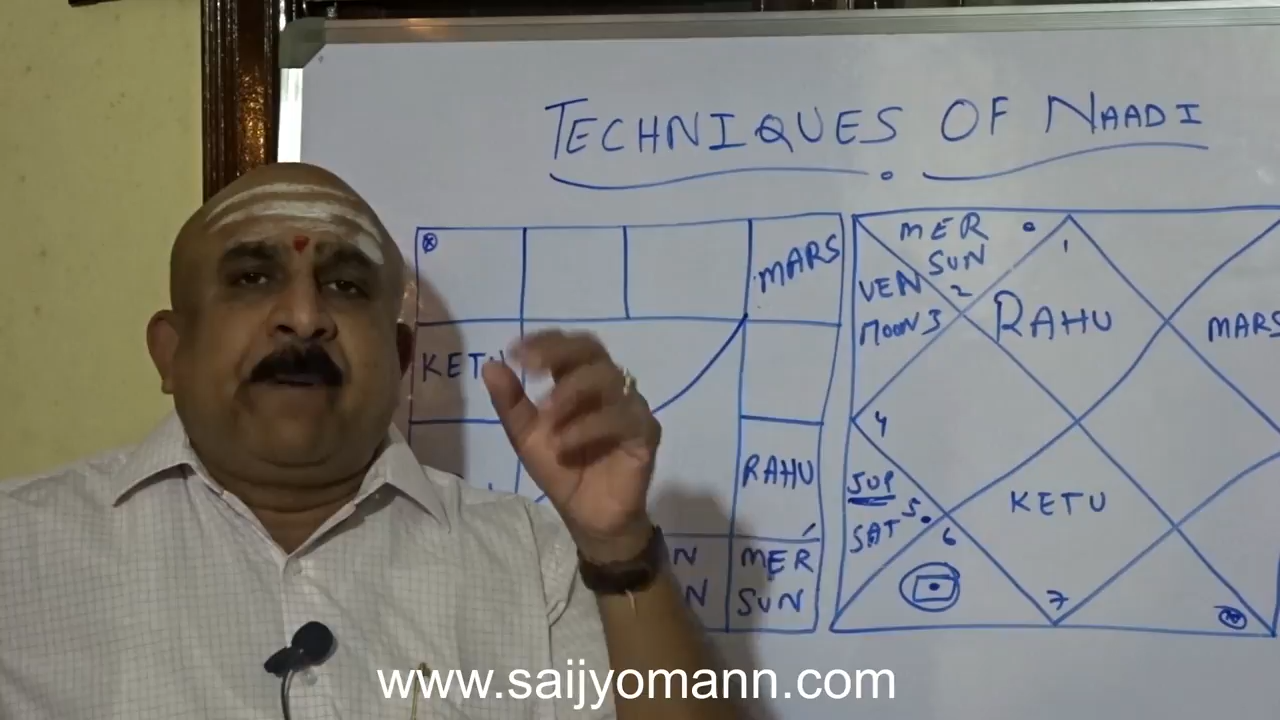 TECHNIQUES OF NAADI
MARS
KETU
RAHU
MER
SUN
MER
SUN
VEN
2
MOON 3
1
RAHU
MARS
4
JUP
5
SAT
6
KETU
7
www.saijyomann.com